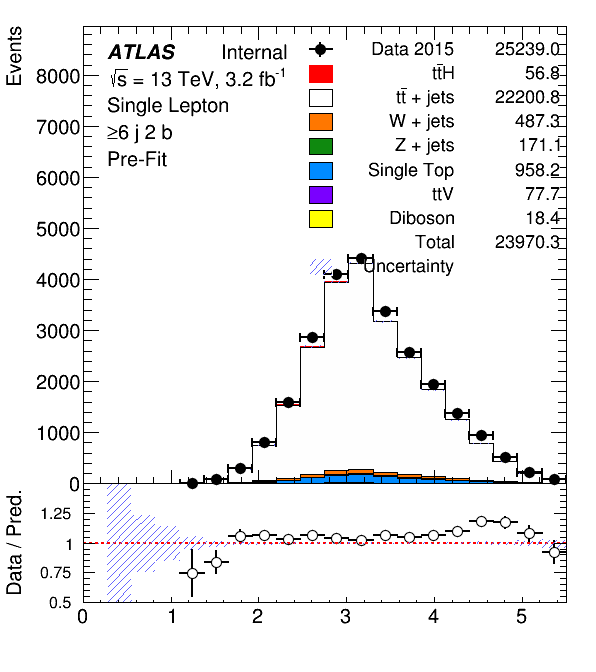 Events
ATLAS Internal
√s = 13 TeV, 3.2 fb⁻¹
Single Lepton
≥6 j 2 b
Pre-Fit
Data 2015 25239.0
tt̄H 56.8
tt̄ + jets 22200.8
W + jets 487.3
Z + jets 171.1
Single Top 958.2
ttV 77.7
Diboson 18.4
Total 23970.3
Uncertainty
8000
7000
6000
5000
4000
3000
2000
1000
0
Data / Pred.
1.25
1
0.75
0.5
0 1 2 3 4 5